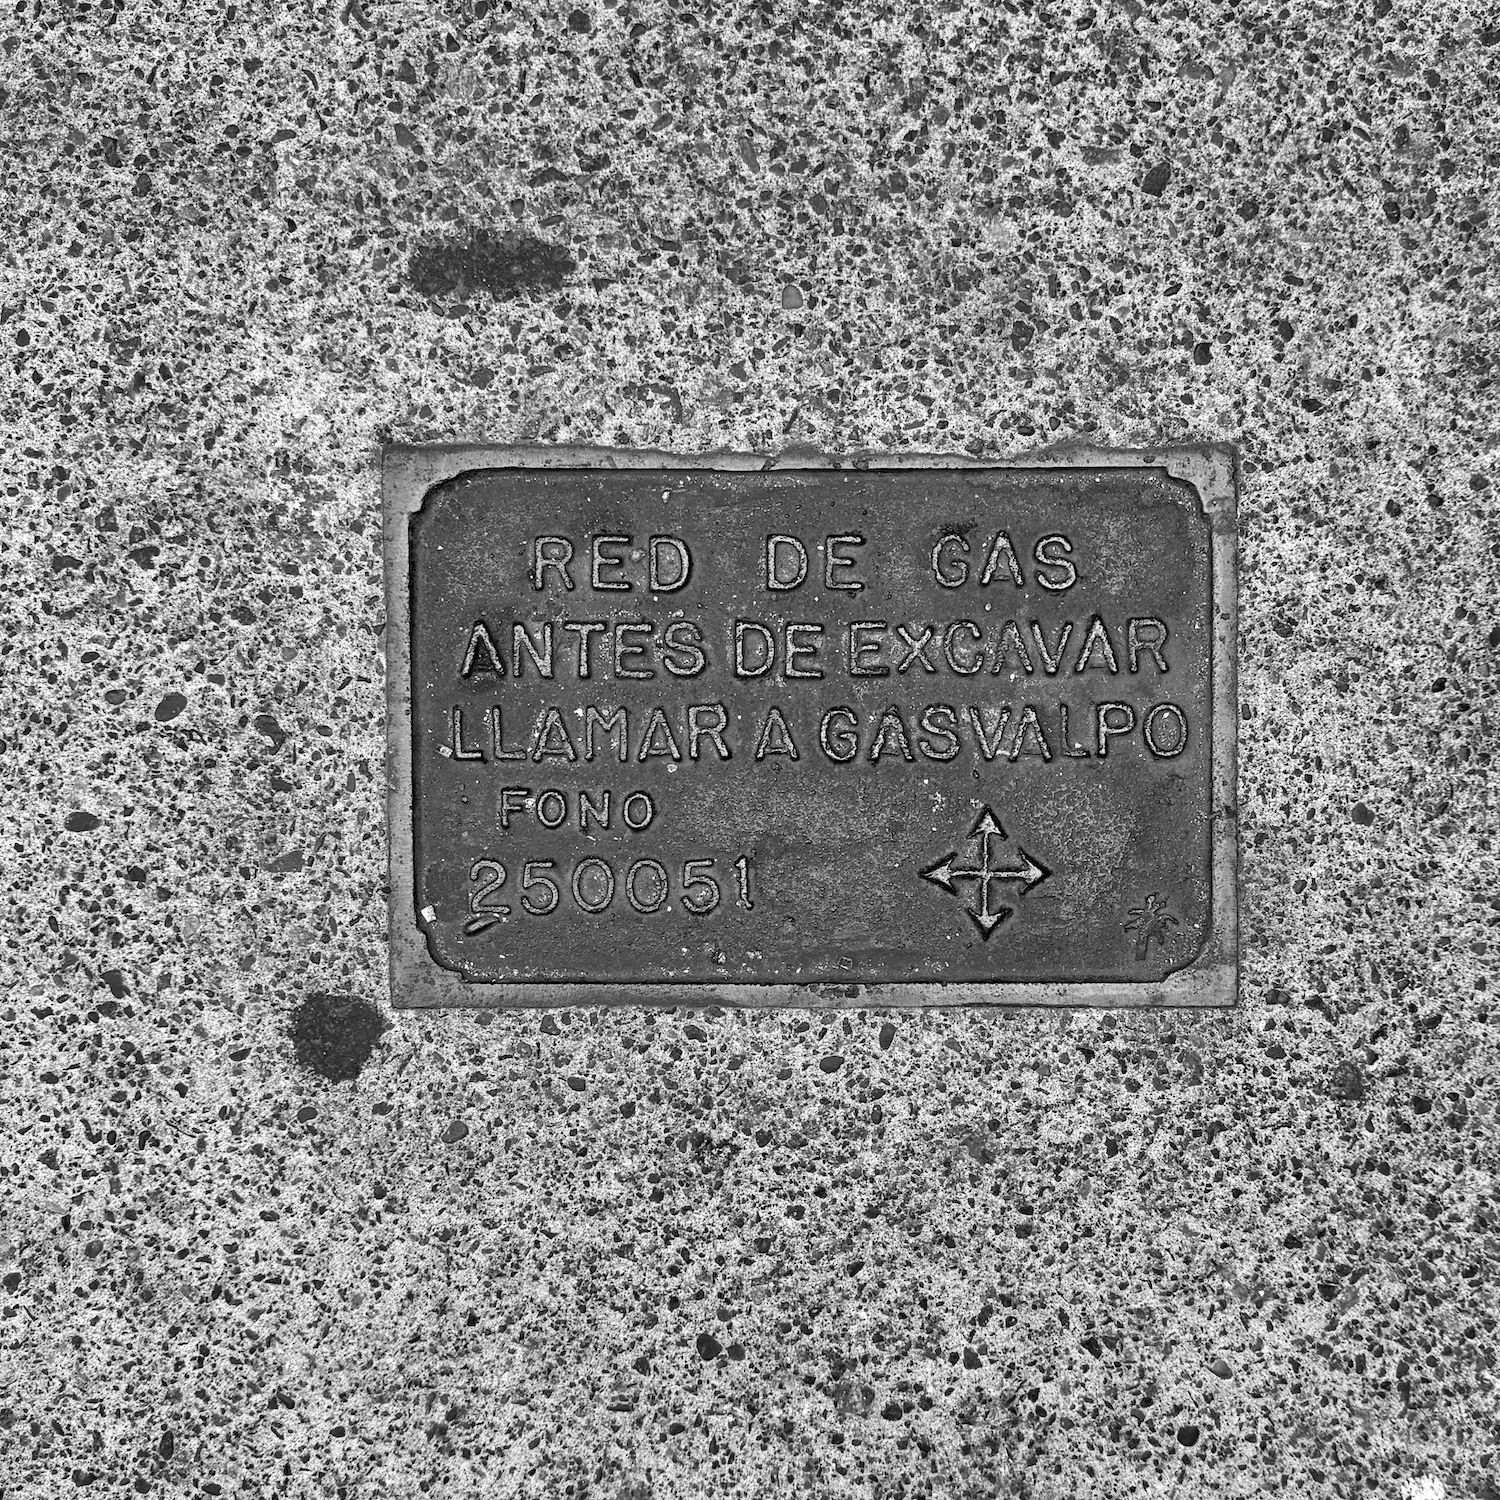 RED DE GAS
ANTES DE EXCAVAR
LLAMAR A GASVALPO
FONO
250051